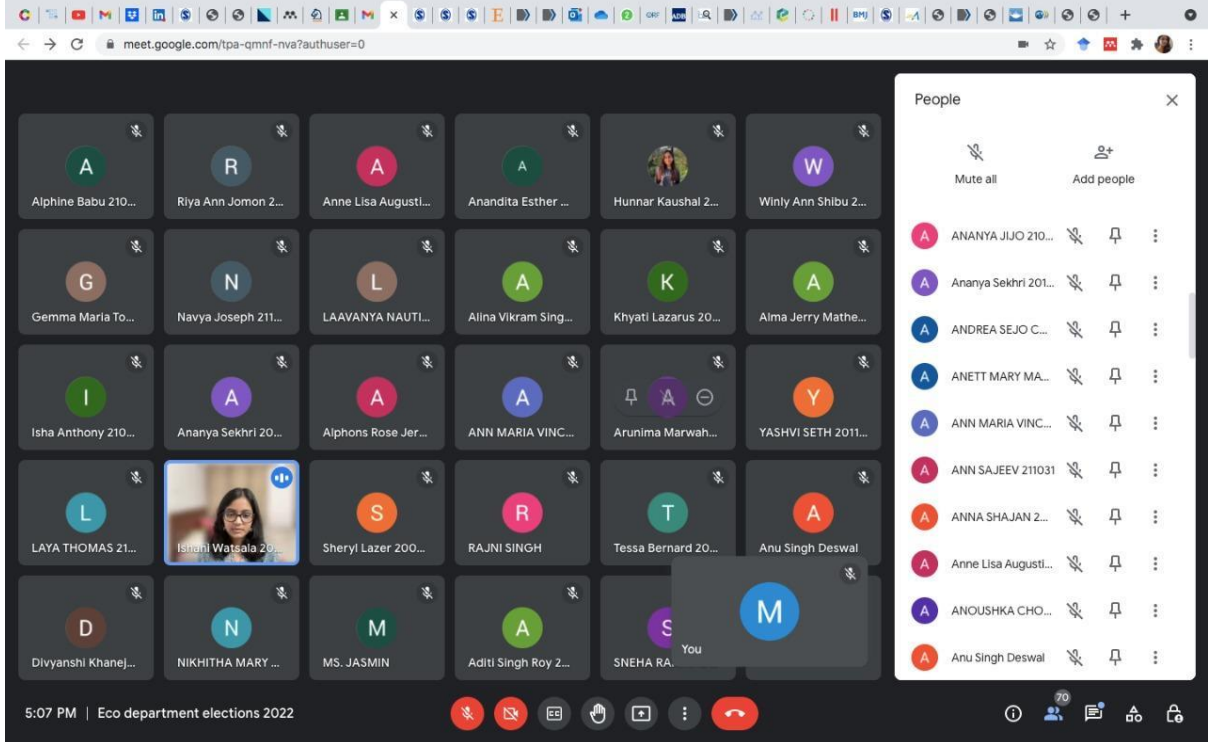 meet.google.com/tpa-qmnf-nva?authuser=0
People
Mute all Add people
A A R A A W
Alphine Babu 210... Riya Ann Jomon 2... Anne Lisa Augusti... Anandita Esther ... Hunnar Kaushal 2... Winly Ann Shibu 2...
G N L A K A
Gemma Maria To... Navya Joseph 211... LAAVANYA NAUTI... Alina Vikram Sing... Khyati Lazarus 20... Alma Jerry Mathe...
I A A A A Y
Isha Anthony 210... Ananya Sekhri 20... Alphons Rose Jer... ANN MARIA VINC... Arunima Marwah... YASHVI SETH 2011...
L S R T A
LAYA THOMAS 21... Ishani Watsala 20... Sheryl Lazer 200... RAJNI SINGH Tessa Bernard 20... Anu Singh Deswal
D N M A S M
Divyanshi Khanej... NIKHITHA MARY ... MS. JASMIN Aditi Singh Roy 2... SNEHA RA You
A ANANYA JIJO 210...
A Ananya Sekhri 201...
A ANDREA SEJO C...
A ANETT MARY MA...
A ANN MARIA VINC...
A ANN SAJEEV 211031
A ANNA SHAJAN 2...
A Anne Lisa Augusti...
A ANOUSHKA CHO...
A Anu Singh Deswal
5:07 PM | Eco department elections 2022
70